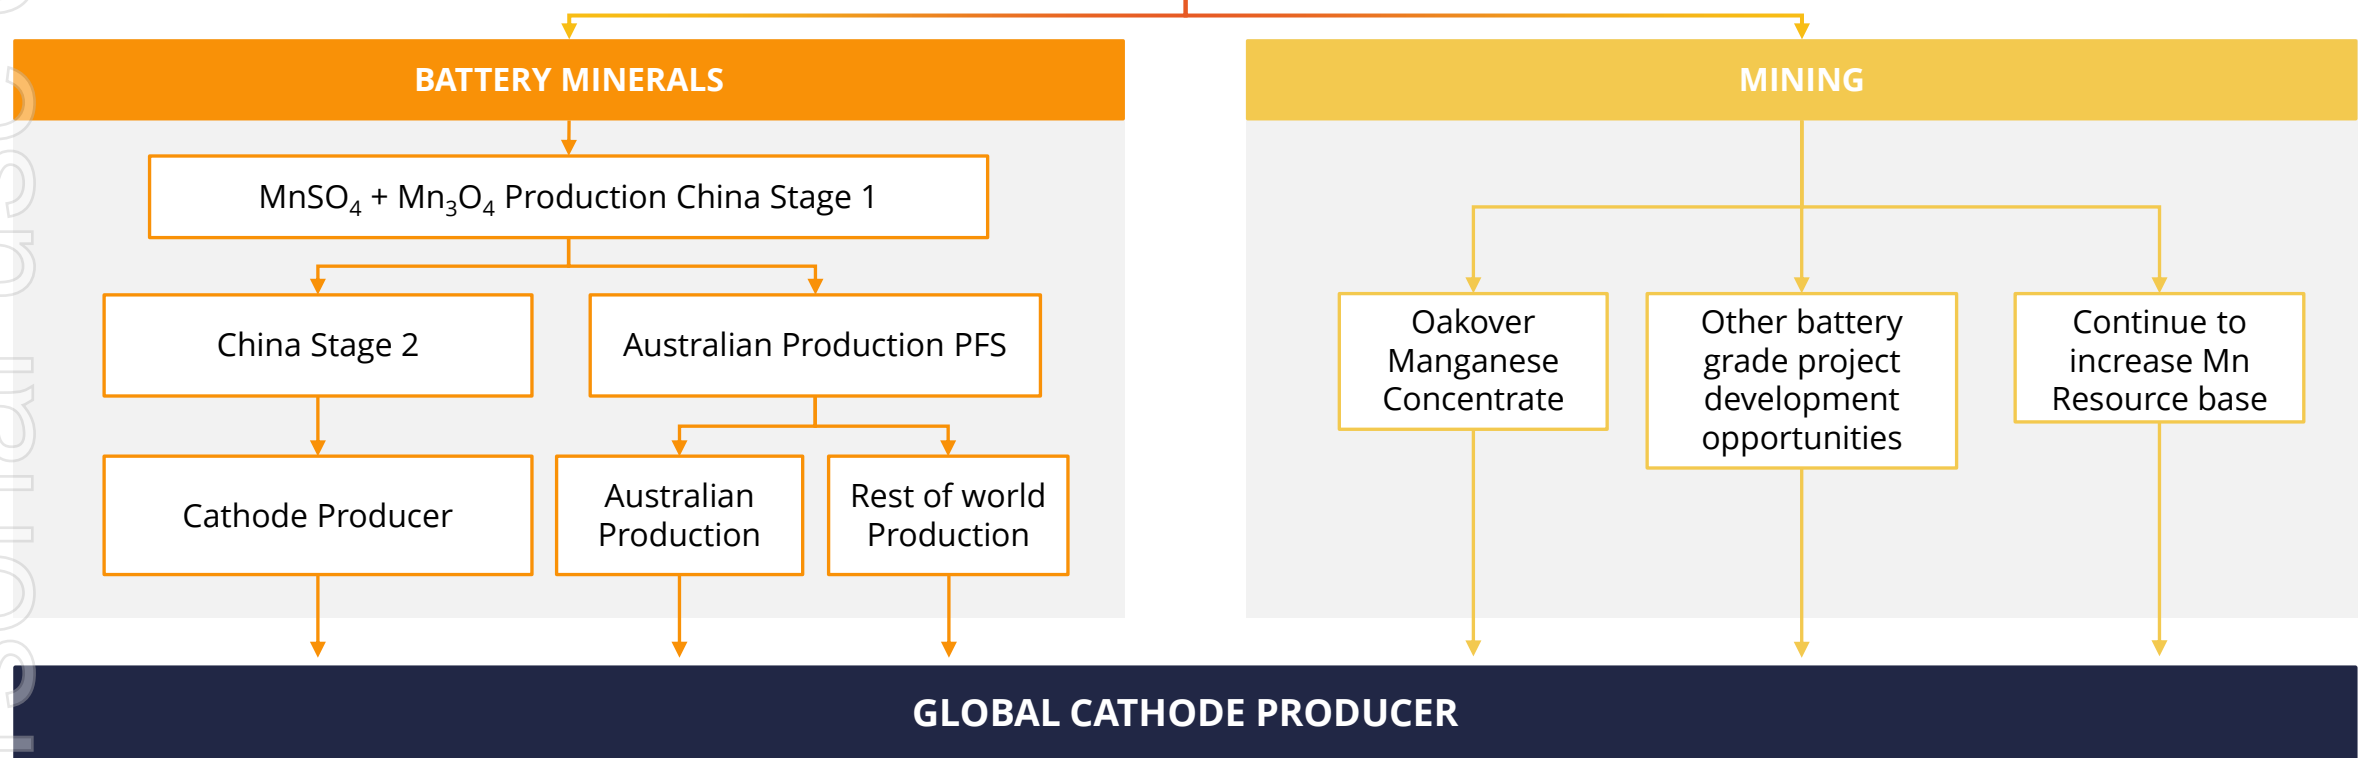 BATTERY MINERALS
MnSO₄ + Mn₃O₄ Production China Stage 1
China Stage 2
Australian Production PFS
Cathode Producer
Australian
Production
Rest of world
Production
MINING
Oakover
Manganese
Concentrate
Other battery
grade project
development
opportunities
Continue to
increase Mn
Resource base
GLOBAL CATHODE PRODUCER